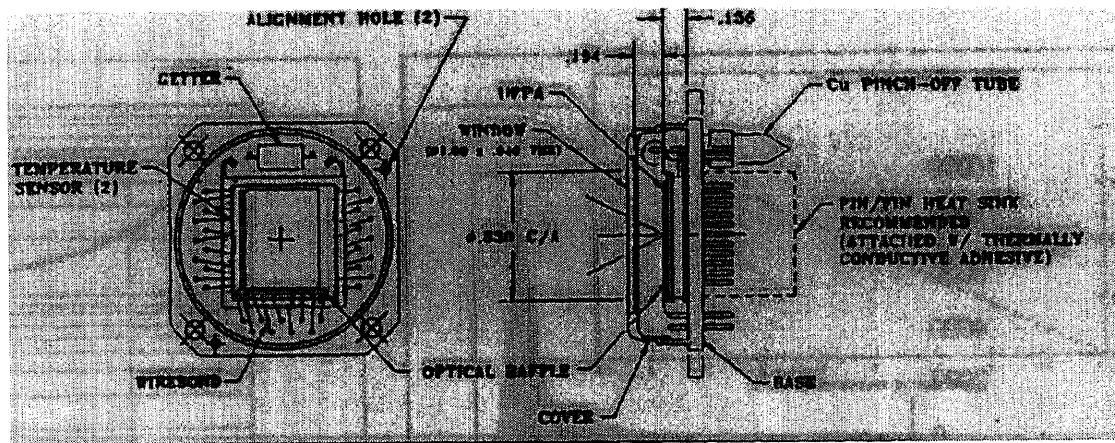 ALIGNMENT HOLE (2)
GETTER
TEMPERATURE
SENSOR (2)
WIREBOND
OPTICAL BAFFLE
COVER
BASE
.156
.194
UFPA
WINDOW
Cu PINCH-OFF TUBE
PIN/FIN HEAT SINK
RECOMMENDED
(ATTACHED W/ THERMALLY
CONDUCTIVE ADHESIVE)